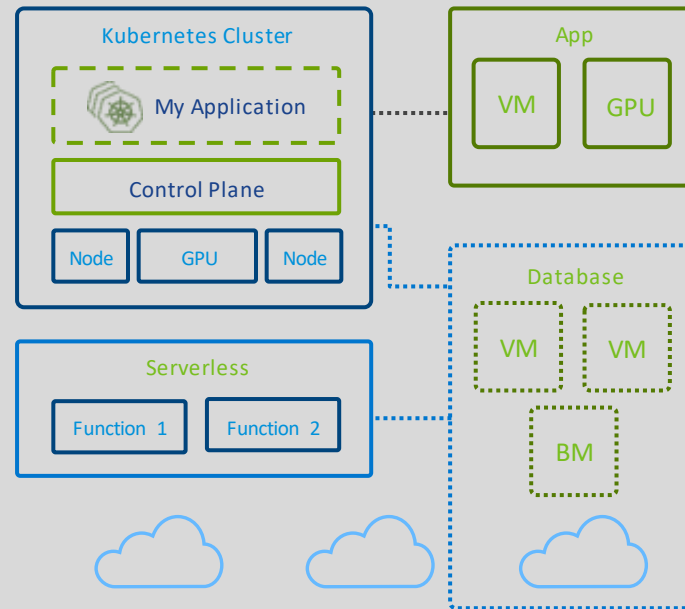 Kubernetes Cluster
My Application
Control Plane
Node
GPU
Node
App
VM
GPU
Serverless
Function 1
Function 2
Database
VM
VM
BM